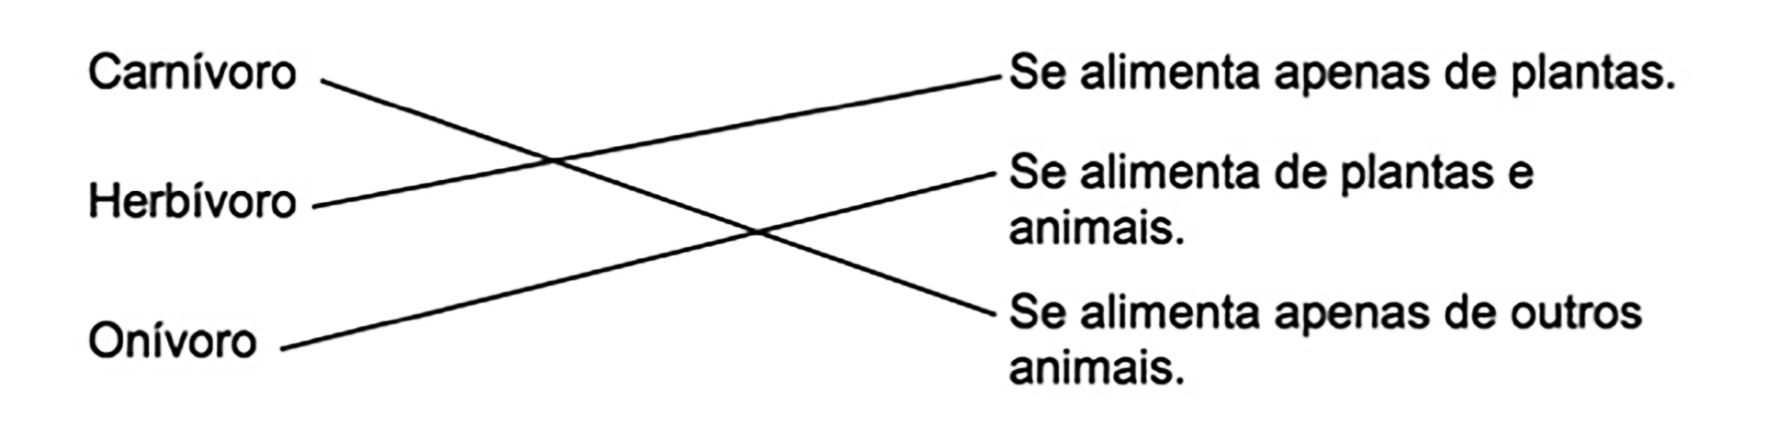 Carnívoro
Herbívoro
Onívoro
Se alimenta apenas de plantas.
Se alimenta de plantas e
animais.
Se alimenta apenas de outros
animais.